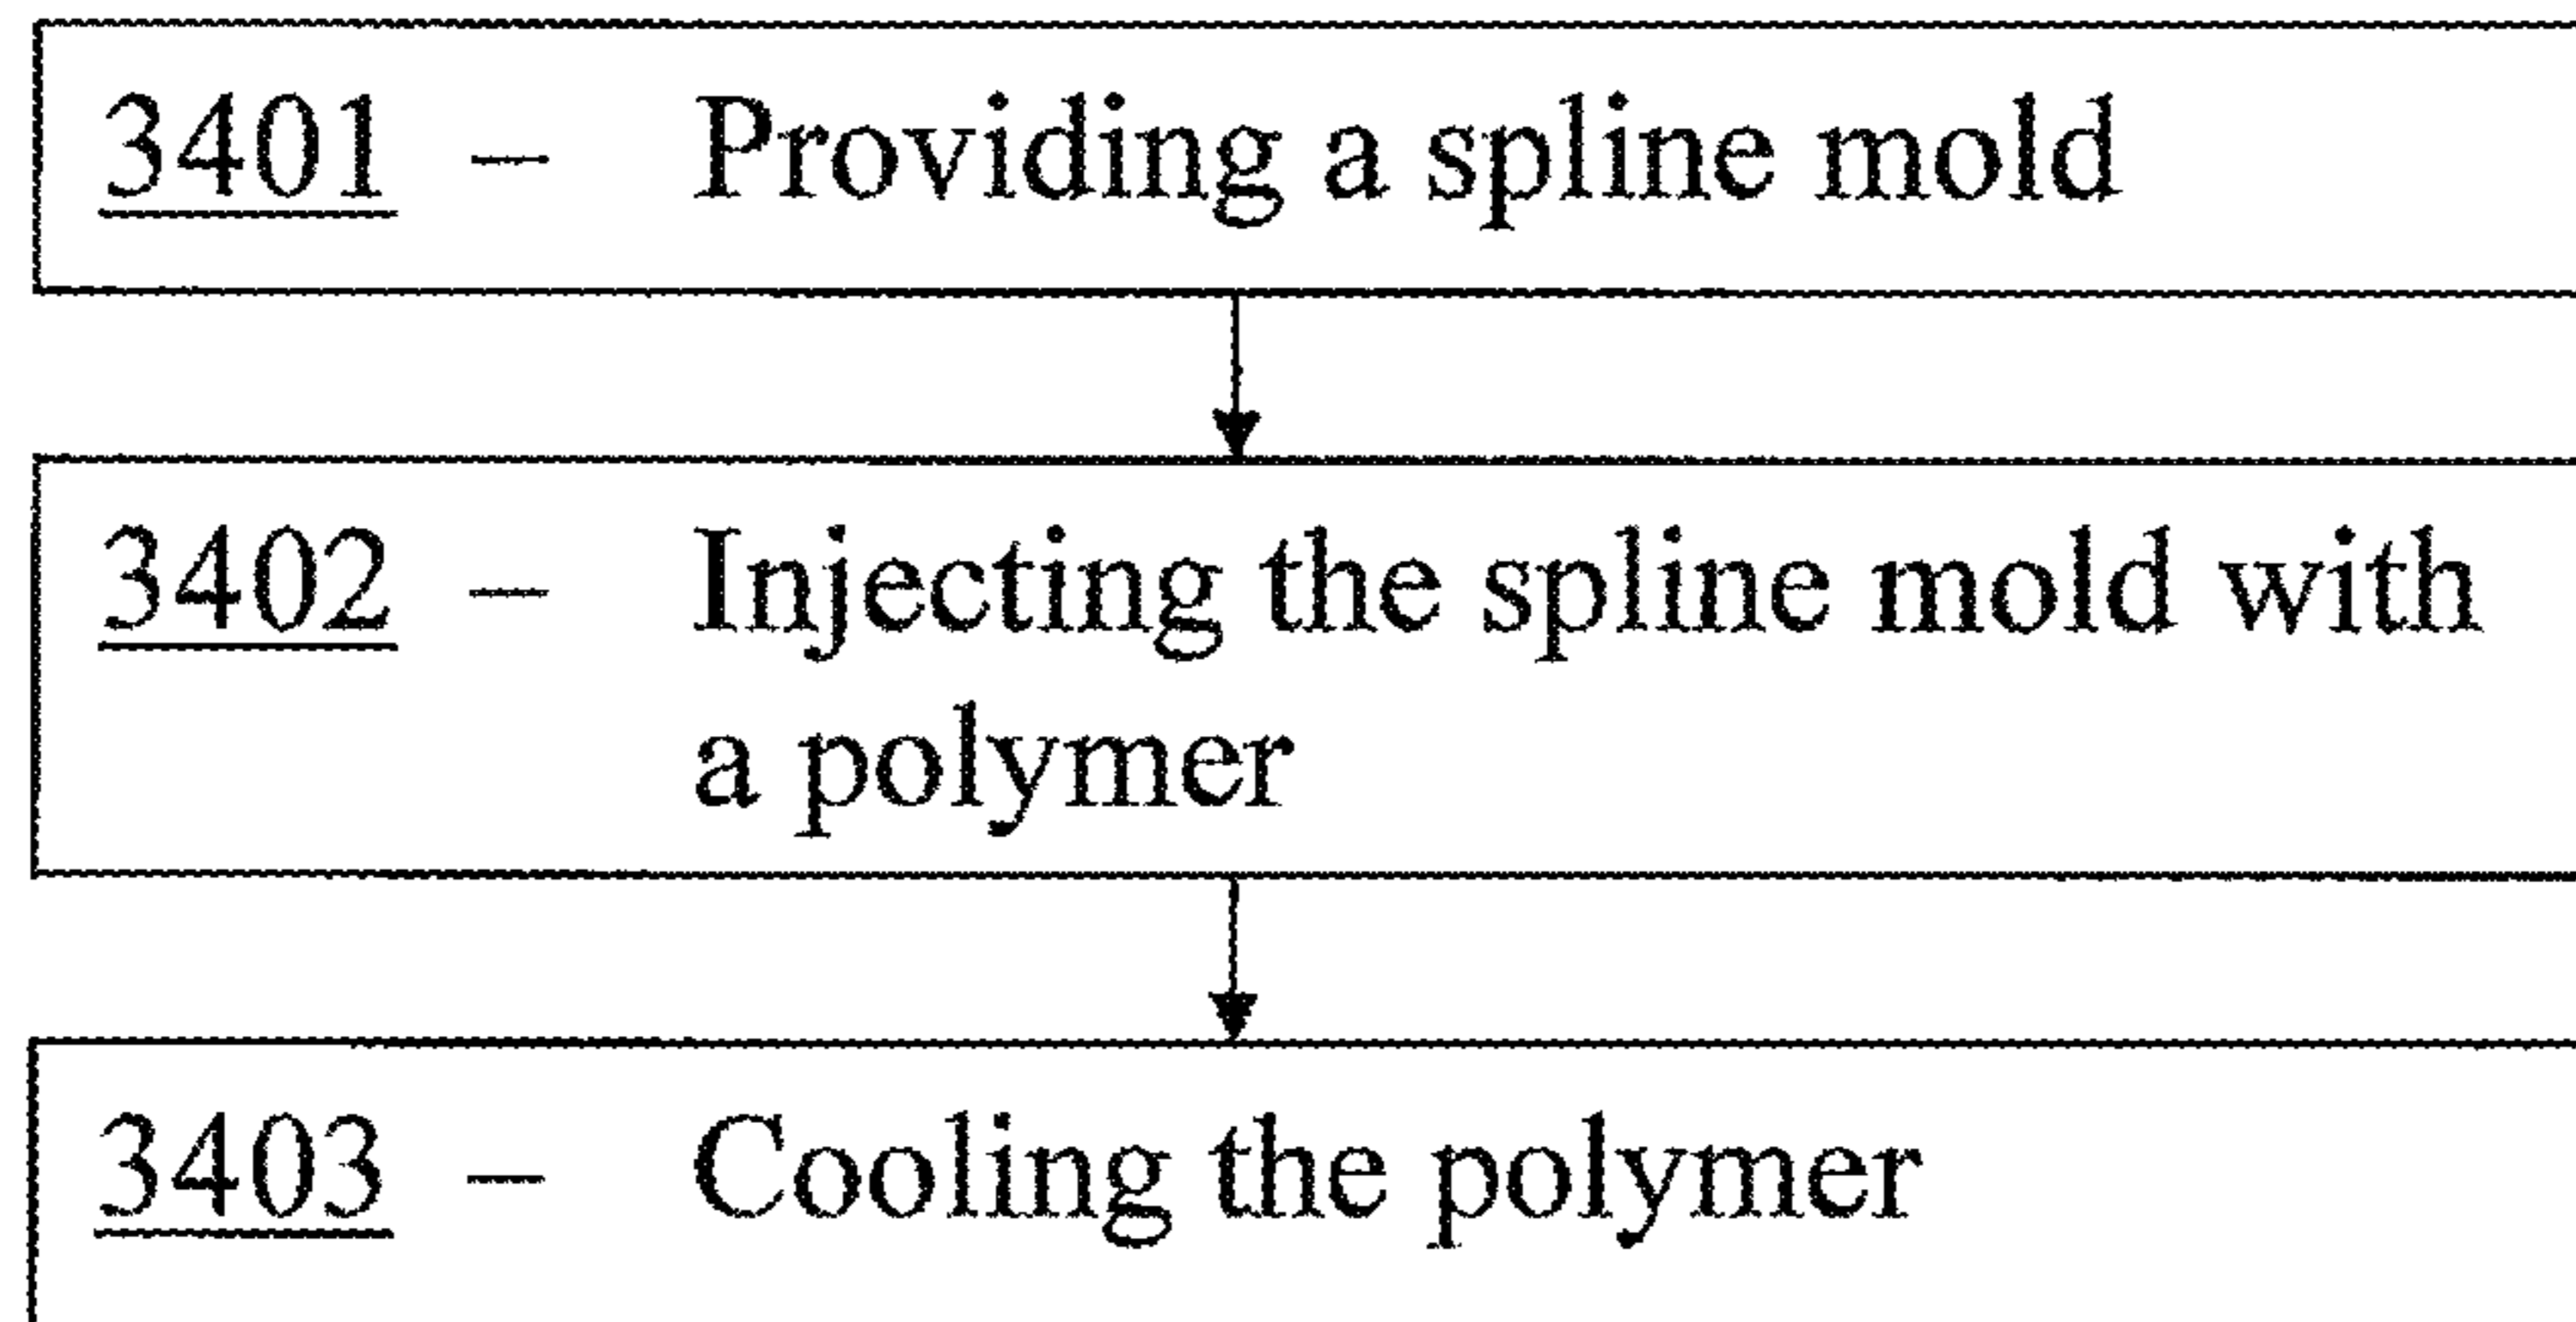 3401 – Providing a spline mold
3402 – Injecting the spline mold with
a polymer
3403 – Cooling the polymer